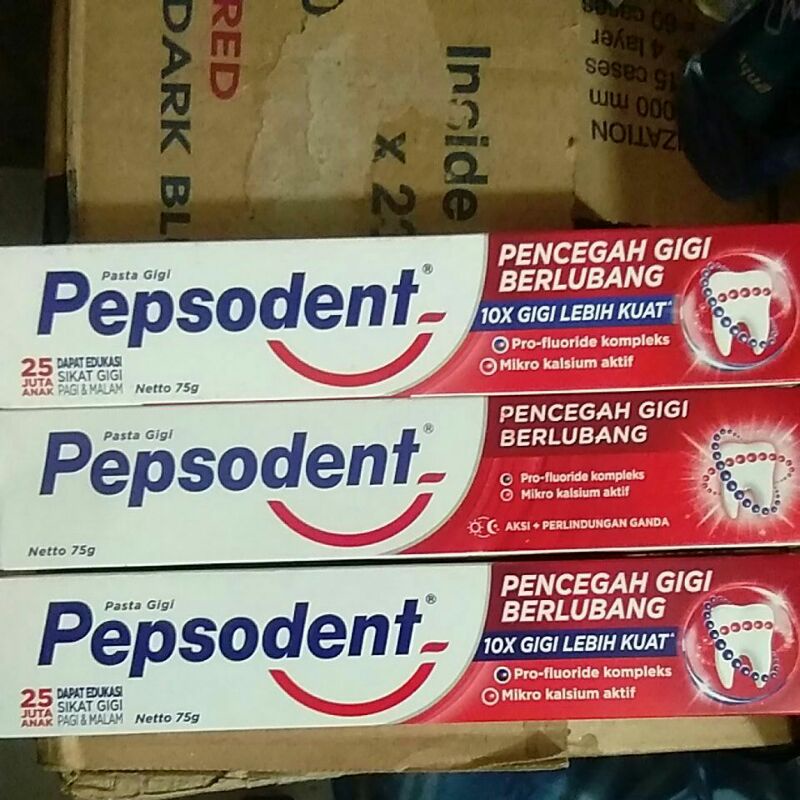 RED
DARK BL
Inside
x 23
IZATION
000 mm
15 cases
4 layer
60 cases
Pasta Gigi
Pepsodent®
25 JUTA ANAK
DAPAT EDUKASI
SIKAT GIGI
PAGI & MALAM
Netto 75g
PENCEGAH GIGI
BERLUBANG
10X GIGI LEBIH KUAT*
Pro-fluoride kompleks
Mikro kalsium aktif
Pasta Gigi
Pepsodent®
Netto 75g
PENCEGAH GIGI
BERLUBANG
Pro-fluoride kompleks
Mikro kalsium aktif
AKSI + PERLINDUNGAN GANDA
Pasta Gigi
Pepsodent®
25 JUTA ANAK
DAPAT EDUKASI
SIKAT GIGI
PAGI & MALAM
Netto 75g
PENCEGAH GIGI
BERLUBANG
10X GIGI LEBIH KUAT*
Pro-fluoride kompleks
Mikro kalsium aktif